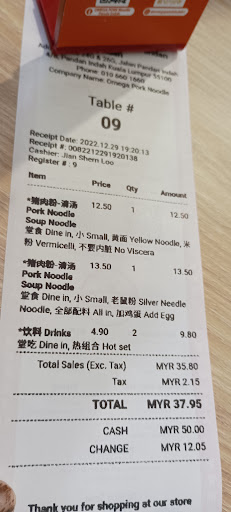 4/6, Pandan Indah, Jalan Pandan Indah
Pandan Indah Kuala Lumpur 55100
Phone: 010 660 1660
Company Name: Omega Pork Noodle
Table #
09
Receipt Date: 2022.12.29 19:20:13
Receipt #: 0082212291920138
Cashier: Jian Shem Loo
Register #: 9
Item Price Qty Amount
*猪肉粉-清汤 12.50 1 12.50
Pork Noodle
Soup Noodle
堂食 Dine in, 小 Small, 黄面 Yellow Noodle, 米
粉 Vermicelli, 不要内脏 No Viscera
*猪肉粉-清汤 13.50 1 13.50
Pork Noodle
Soup Noodle
堂食 Dine in, 小 Small, 老鼠粉 Silver Needle
Noodle, 全部配料 All in, 加鸡蛋 Add Egg
*饮料 Drinks 4.90 2 9.80
堂吃 Dine in, 热组合 Hot set
Total Sales (Exc. Tax) MYR 35.80
Tax MYR 2.15
TOTAL MYR 37.95
CASH MYR 50.00
CHANGE MYR 12.05
Thank you for shopping at our store